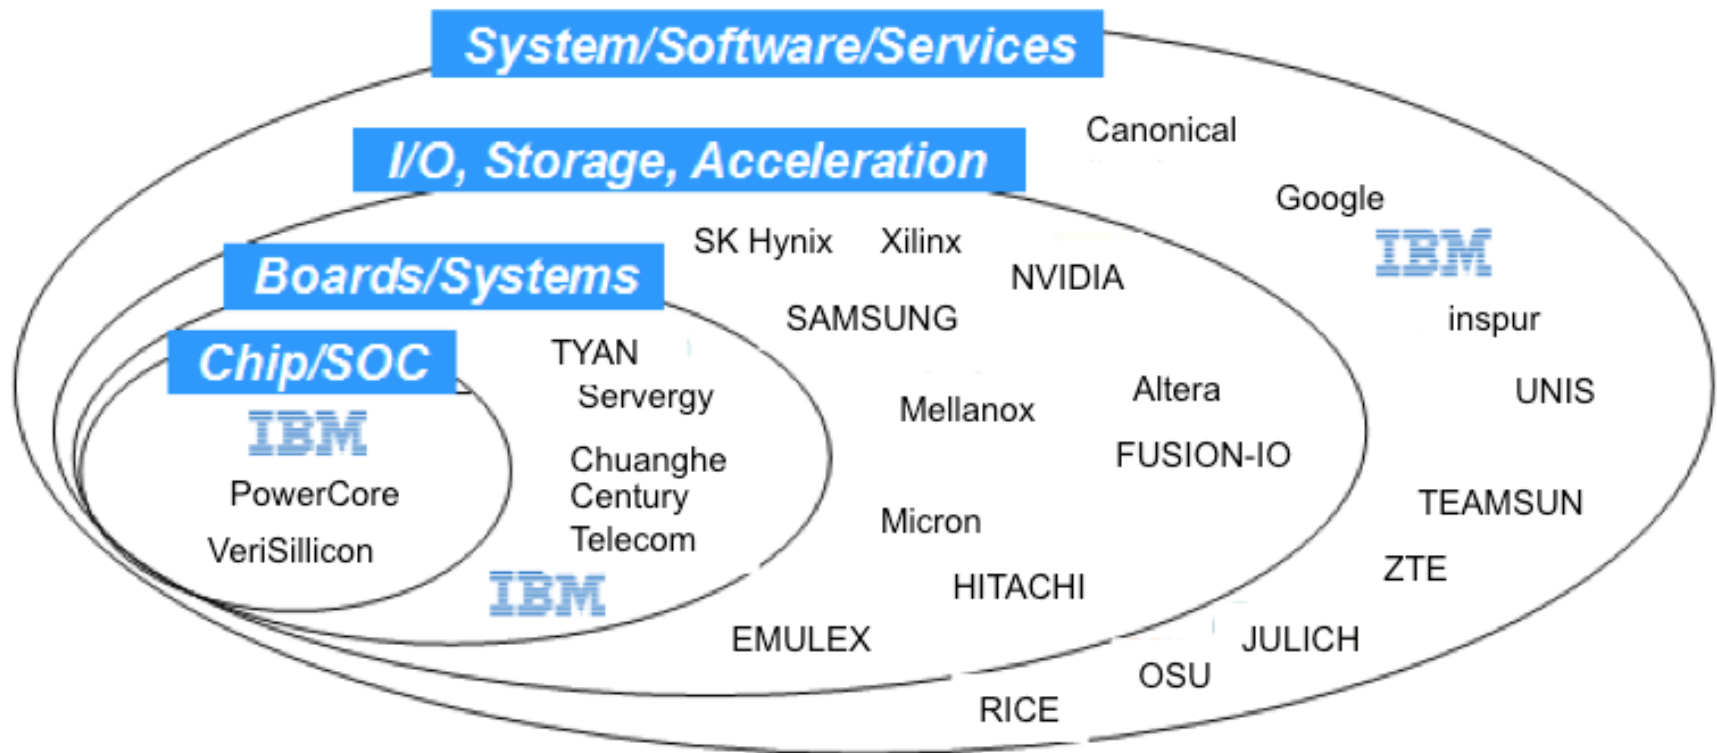 System/Software/Services
Canonical
I/O, Storage, Acceleration
Google
SK Hynix
Xilinx
IBM
Boards/Systems
NVIDIA
SAMSUNG
inspur
Chip/SOC
TYAN
Servergy
Altera
UNIS
Mellanox
IBM
Chuanghe
Century
Telecom
FUSION-IO
PowerCore
TEAMSUN
Micron
VeriSillicon
ZTE
IBM
HITACHI
EMULEX
JULICH
OSU
RICE